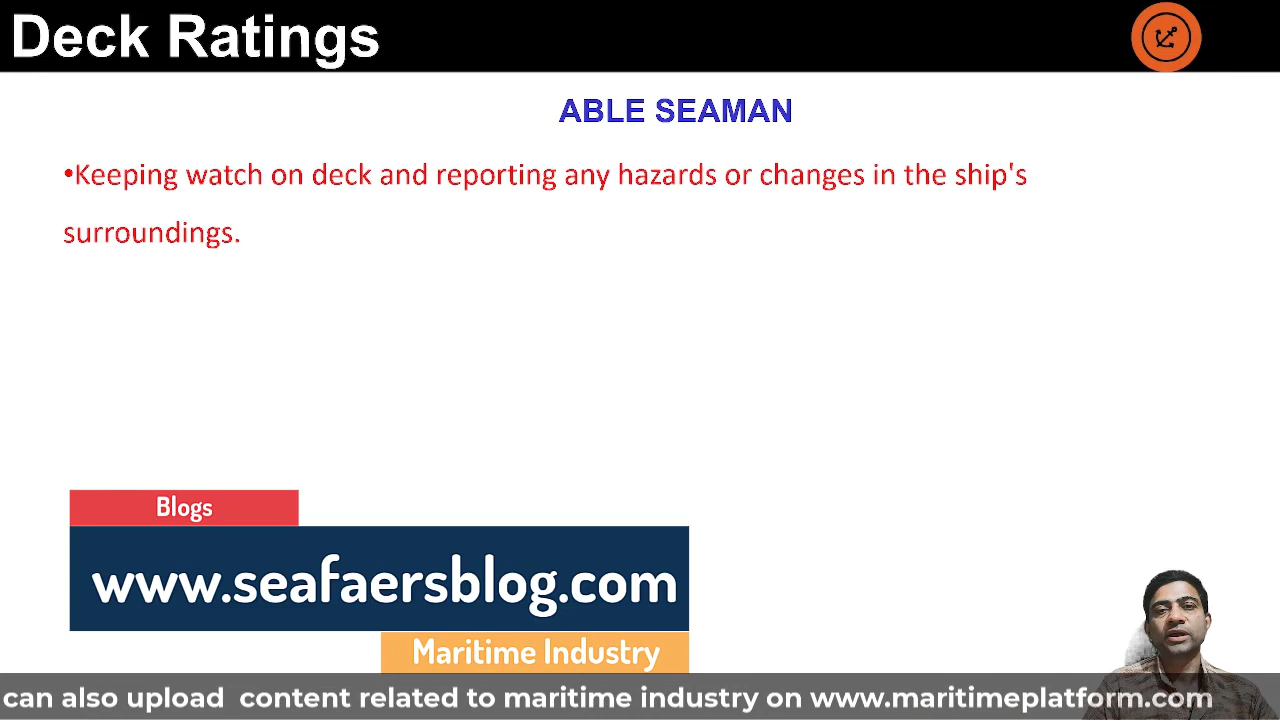 Deck Ratings
ABLE SEAMAN
•Keeping watch on deck and reporting any hazards or changes in the ship's
surroundings.
Blogs
www.seafaersblog.com
Maritime Industry
can also upload content related to maritime industry on www.maritimeplatform.com